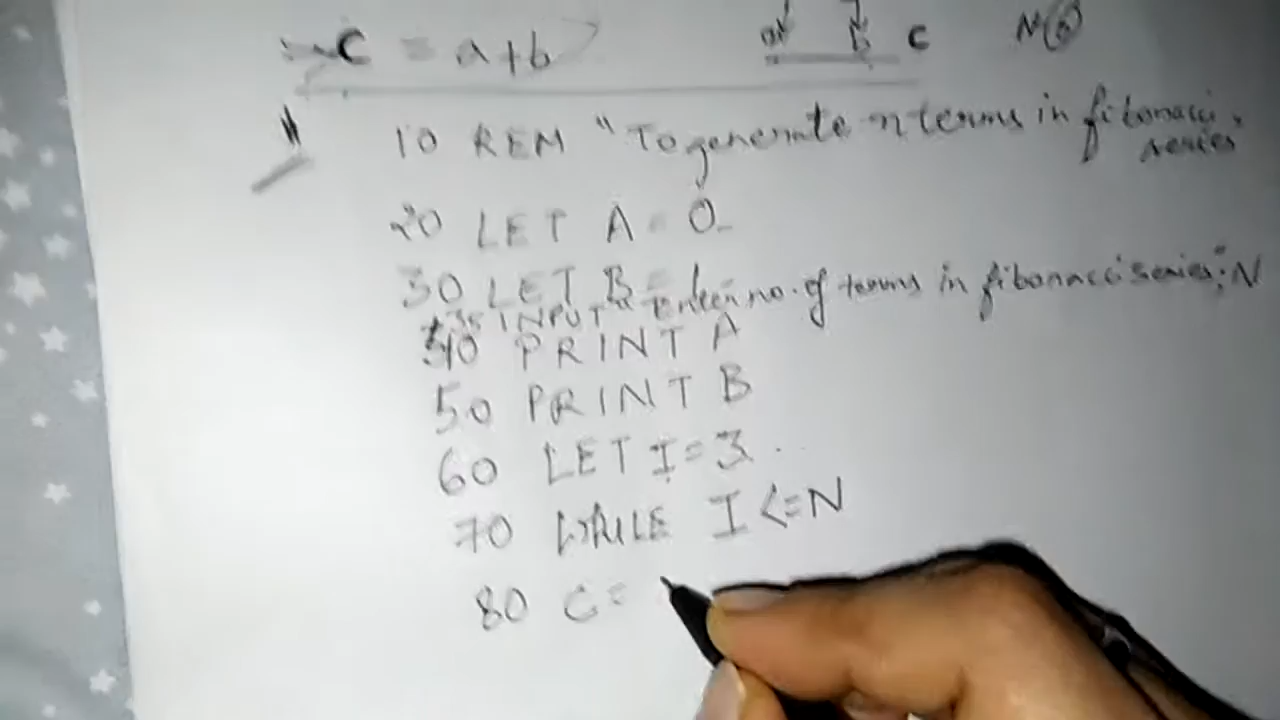 C = a+b C N
10 REM "To generate n terms in fibonacci
series"
20 LET A = 0
30 LET B = 1
35 INPUT "Enter no. of terms in fibonacci series"; N
40 PRINT A
50 PRINT B
60 LET I = 3
70 WHILE I <= N
80 C =